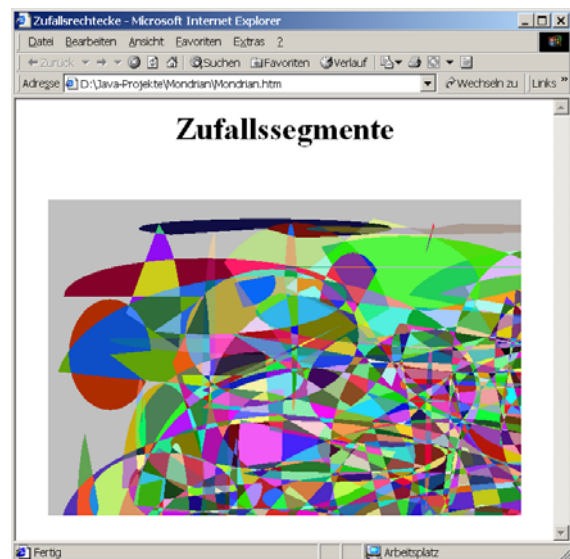 Zufallsrechtecke - Microsoft Internet Explorer
Datei Bearbeiten Ansicht Favoriten Extras ?
Zurück Suchen Favoriten Verlauf
Adresse D:\Java-Projekte\Mondrian\Mondrian.htm Wechseln zu Links »
Zufallssegmente
Fertig Arbeitsplatz